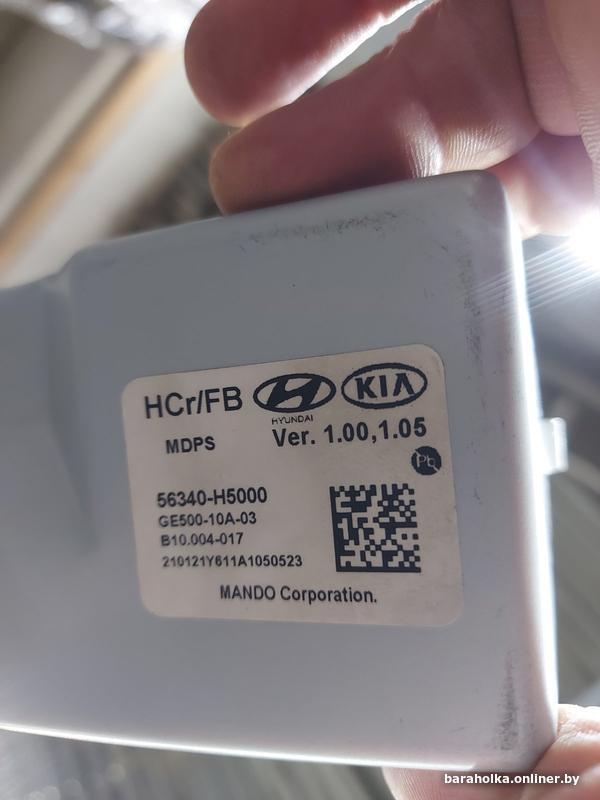 HCr/FB HYUNDAI KIA
MDPS Ver. 1.00,1.05
Pb
56340-H5000
GE500-10A-03
B10.004-017
210121Y611A1050523
MANDO Corporation.
baraholka.onliner.by